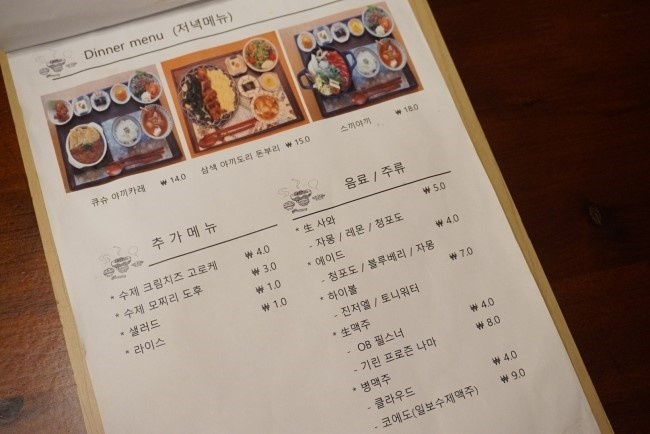 Dinner menu (저녁메뉴)
큐슈 야끼카레 ₩ 14.0
삼색 야끼도리 돈부리 ₩ 15.0
스끼야끼 ₩ 18.0
추가메뉴
* 수제 크림치즈 고로케 ₩ 4.0
* 수제 모찌리 도후 ₩ 3.0
* 샐러드 ₩ 1.0
* 라이스 ₩ 1.0
음료 / 주류
* 生 사와 ₩ 5.0
- 자몽 / 레몬 / 청포도
* 에이드 ₩ 4.0
- 청포도 / 블루베리 / 자몽
* 하이볼 ₩ 7.0
- 진저엘 / 토니워터
* 生맥주
- OB 필스너 ₩ 4.0
- 기린 프로즌 나마 ₩ 8.0
* 병맥주
- 클라우드 ₩ 4.0
- 코에도(일보수제맥주) ₩ 9.0